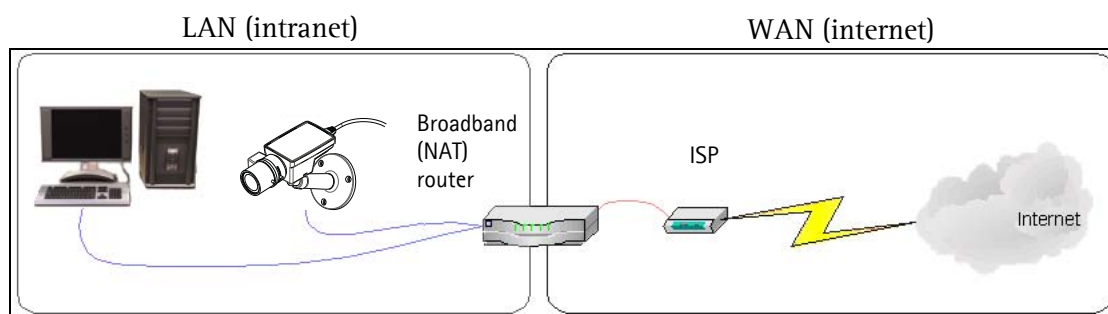 LAN (intranet)
WAN (internet)
Broadband
(NAT)
router
ISP
Internet